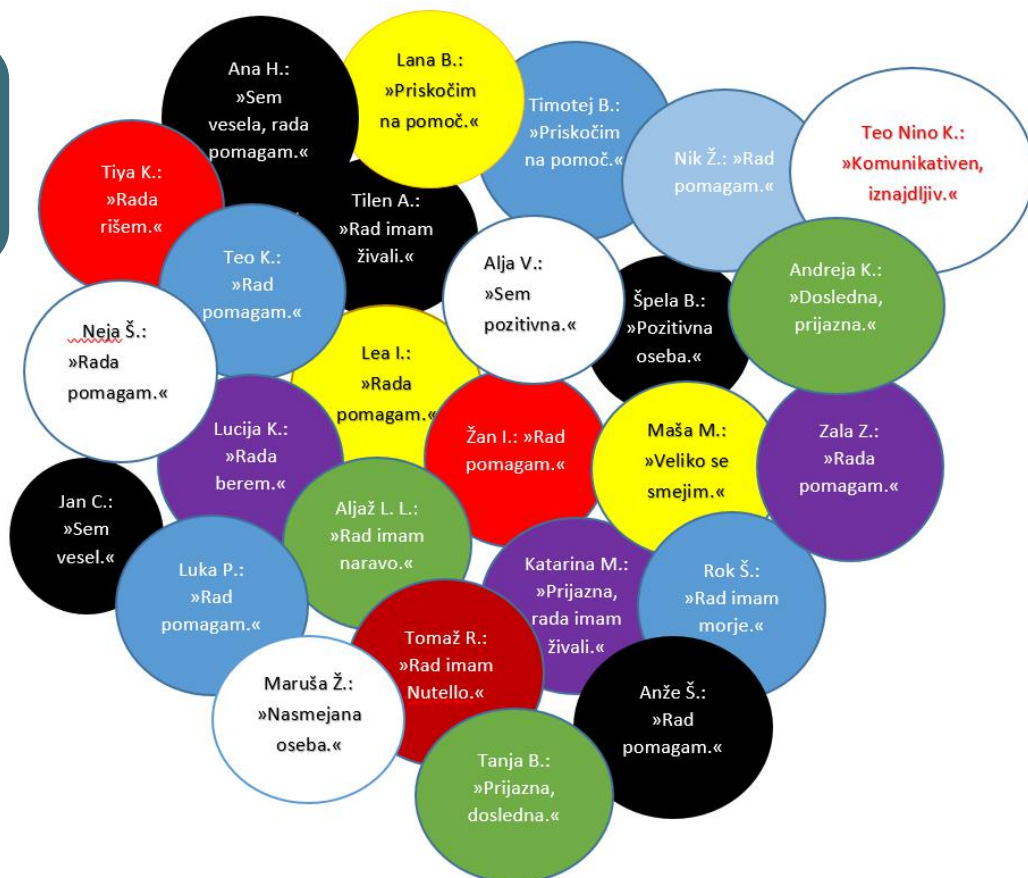 Ana H.:
»Sem
vesela, rada
pomagam.«
Lana B.:
»Priskočim
na pomoč.«
Timotej B.:
»Priskočim
na pomoč.«
Nik Ž.: »Rad
pomagam.«
Teo Nino K.:
»Komunikativen,
iznajdljiv.«
Tiya K.:
»Rada
rišem.«
Tilen A.:
»Rad imam
živali.«
Teo K.:
»Rad
pomagam.«
Alja V.:
»Sem
pozitivna.«
Špela B.:
»Pozitivna
oseba.«
Andreja K.:
»Dosledna,
prijazna.«
Neja Š.:
»Rada
pomagam.«
Lea I.:
»Rada
pomagam.«
Lucija K.:
»Rada
berem.«
Žan I.: »Rad
pomagam.«
Maša M.:
»Veliko se
smejim.«
Zala Z.:
»Rada
pomagam.«
Jan C.:
»Sem
vesel.«
Aljaž L. L.:
»Rad imam
naravo.«
Luka P.:
»Rad
pomagam.«
Katarina M.:
»Prijazna,
rada imam
živali.«
Rok Š.:
»Rad imam
morje.«
Tomaž R.:
»Rad imam
Nutello.«
Maruša Ž.:
»Nasmejana
oseba.«
Anže Š.:
»Rad
pomagam.«
Tanja B.:
»Prijazna,
dosledna.«